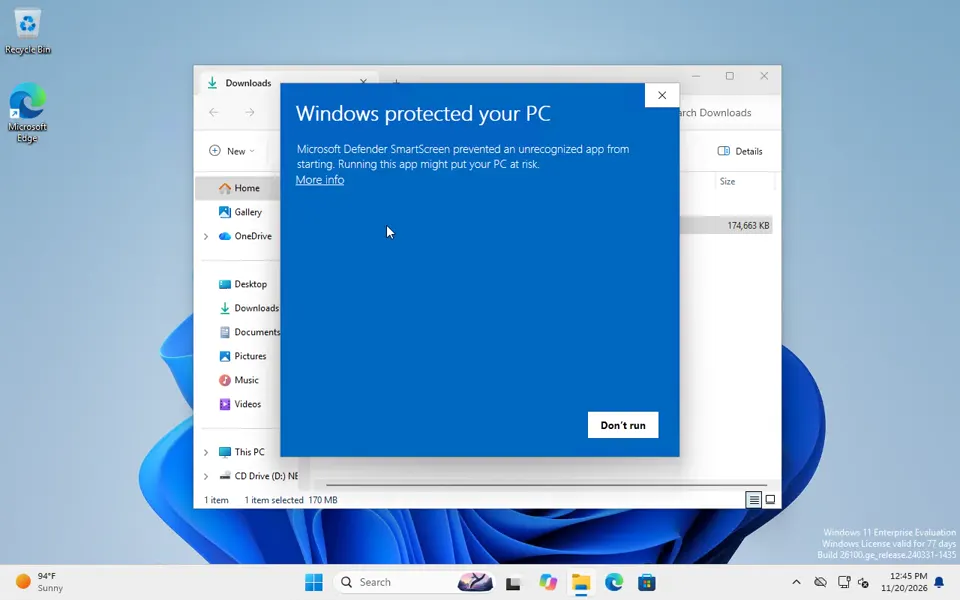 Recycle Bin
Microsoft
Edge
Downloads
Windows protected your PC
Microsoft Defender SmartScreen prevented an unrecognized app from
starting. Running this app might put your PC at risk.
More info
Don't run
rch Downloads
New
Details
Size
174,663 KB
Home
Gallery
OneDrive
Desktop
Downloads
Documents
Pictures
Music
Videos
This PC
CD Drive (D:) NE
1 item
1 item selected 170 MB
Windows 11 Enterprise Evaluation
Windows License valid for 77 days
Build 26100.ge_release.240331-1435
94°F
Sunny
Search
12:45 PM
11/20/2026